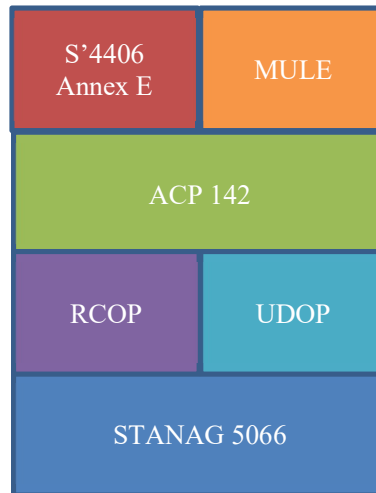 S’4406
Annex E
MULE
ACP 142
RCOP
UDOP
STANAG 5066